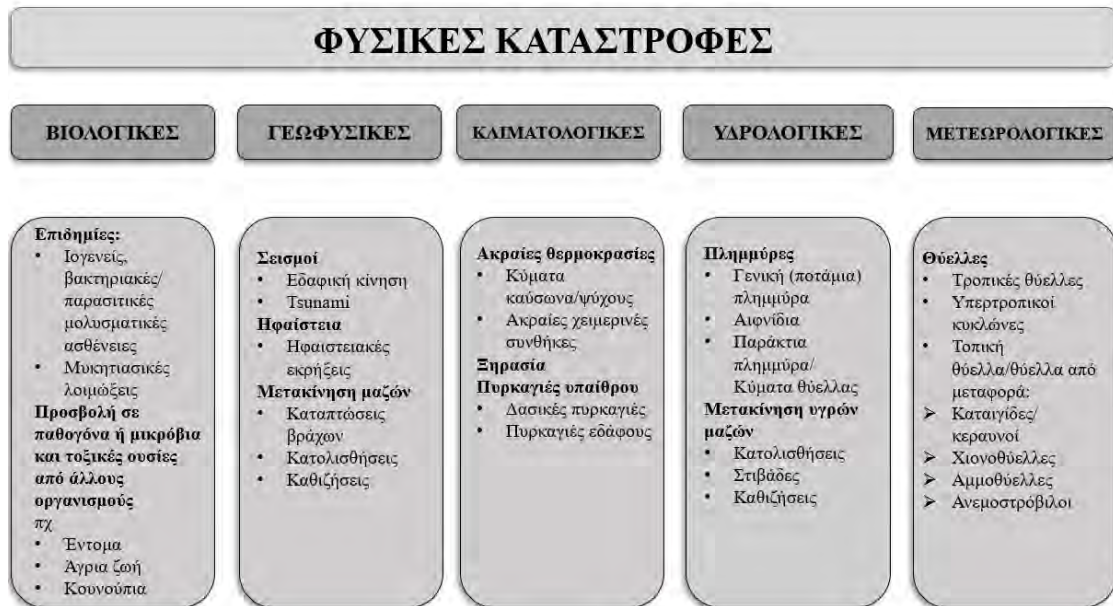 ΦΥΣΙΚΕΣ ΚΑΤΑΣΤΡΟΦΕΣ
ΒΙΟΛΟΓΙΚΕΣ
ΓΕΩΦΥΣΙΚΕΣ
ΚΛΙΜΑΤΟΛΟΓΙΚΕΣ
ΥΔΡΟΛΟΓΙΚΕΣ
ΜΕΤΕΩΡΟΛΟΓΙΚΕΣ
Επιδημίες:
• Ιογενείς,
βακτηριακές/
παρασιτικές
μολυσματικές
ασθένειες
• Μυκητιασικές
λοιμώξεις
Προσβολή σε
παθογόνα ή μικρόβια
και τοξικές ουσίες
από άλλους
οργανισμούς
πχ
• Έντομα
• Άγρια ζωή
• Κουνούπια
Σεισμοί
• Εδαφική κίνηση
• Tsunami
Ηφαίστεια
• Ηφαιστειακές
εκρήξεις
Μετακίνηση μαζών
• Καταπτώσεις
βράχων
• Κατολισθήσεις
• Καθιζήσεις
Ακραίες θερμοκρασίες
• Κύματα
καύσωνα/ψύχους
• Ακραίες χειμερινές
συνθήκες
Ξηρασία
Πυρκαγιές υπαίθρου
• Δασικές πυρκαγιές
• Πυρκαγιές εδάφους
Πλημμύρες
• Γενική (ποτάμια)
πλημμύρα
• Αιφνίδια
• Παράκτια
πλημμύρα/
Κύματα θύελλας
Μετακίνηση υγρών
μαζών
• Κατολισθήσεις
• Στιβάδες
• Καθιζήσεις
Θύελλες
• Τροπικές θύελλες
• Υπερτροπικοί
κυκλώνες
• Τοπική
θύελλα/θύελλα από
μεταφορά:
➢ Καταιγίδες/
κεραυνοί
➢ Χιονοθύελλες
➢ Αμμοθύελλες
➢ Ανεμοστρόβιλοι